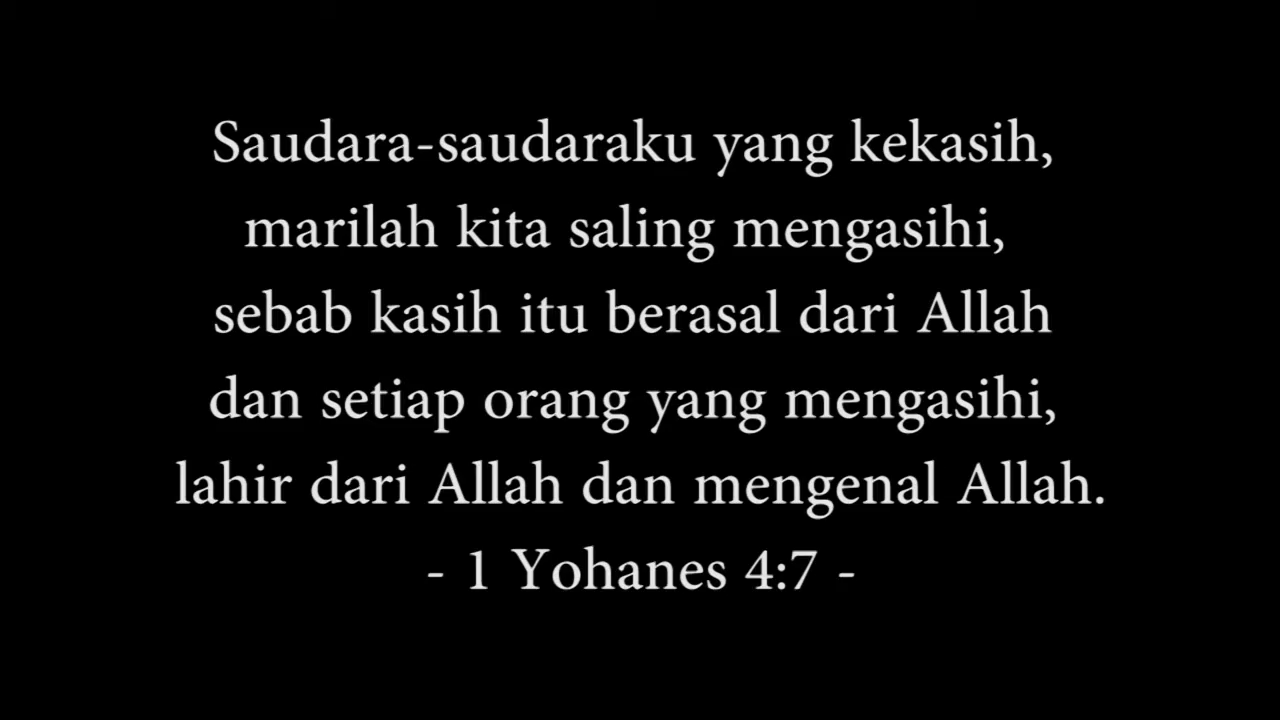 Saudara-saudaraku yang kekasih,
marilah kita saling mengasihi,
sebab kasih itu berasal dari Allah
dan setiap orang yang mengasihi,
lahir dari Allah dan mengenal Allah.
- 1 Yohanes 4:7 -